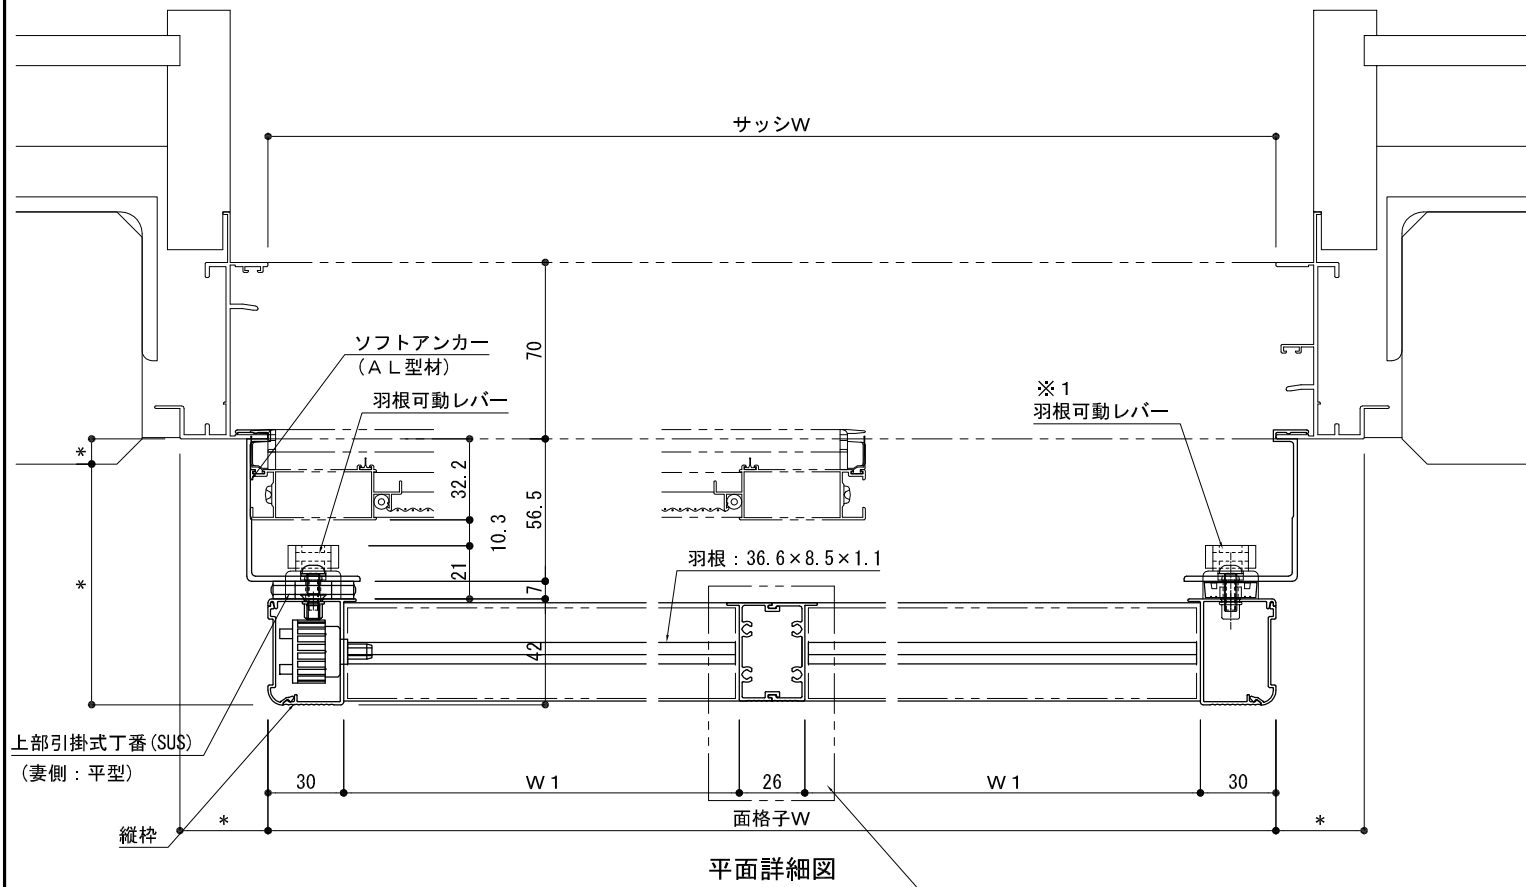 サッシW
ソフトアンカー
(AL型材)
70
羽根可動レバー
※1
羽根可動レバー
*
32.2
56.5
10.3
*
21
7
羽根:36.6×8.5×1.1
42
上部引掛式丁番(SUS)
(妻側:平型)
30
W1
26
W1
30
*
面格子W
*
縦枠
平面詳細図